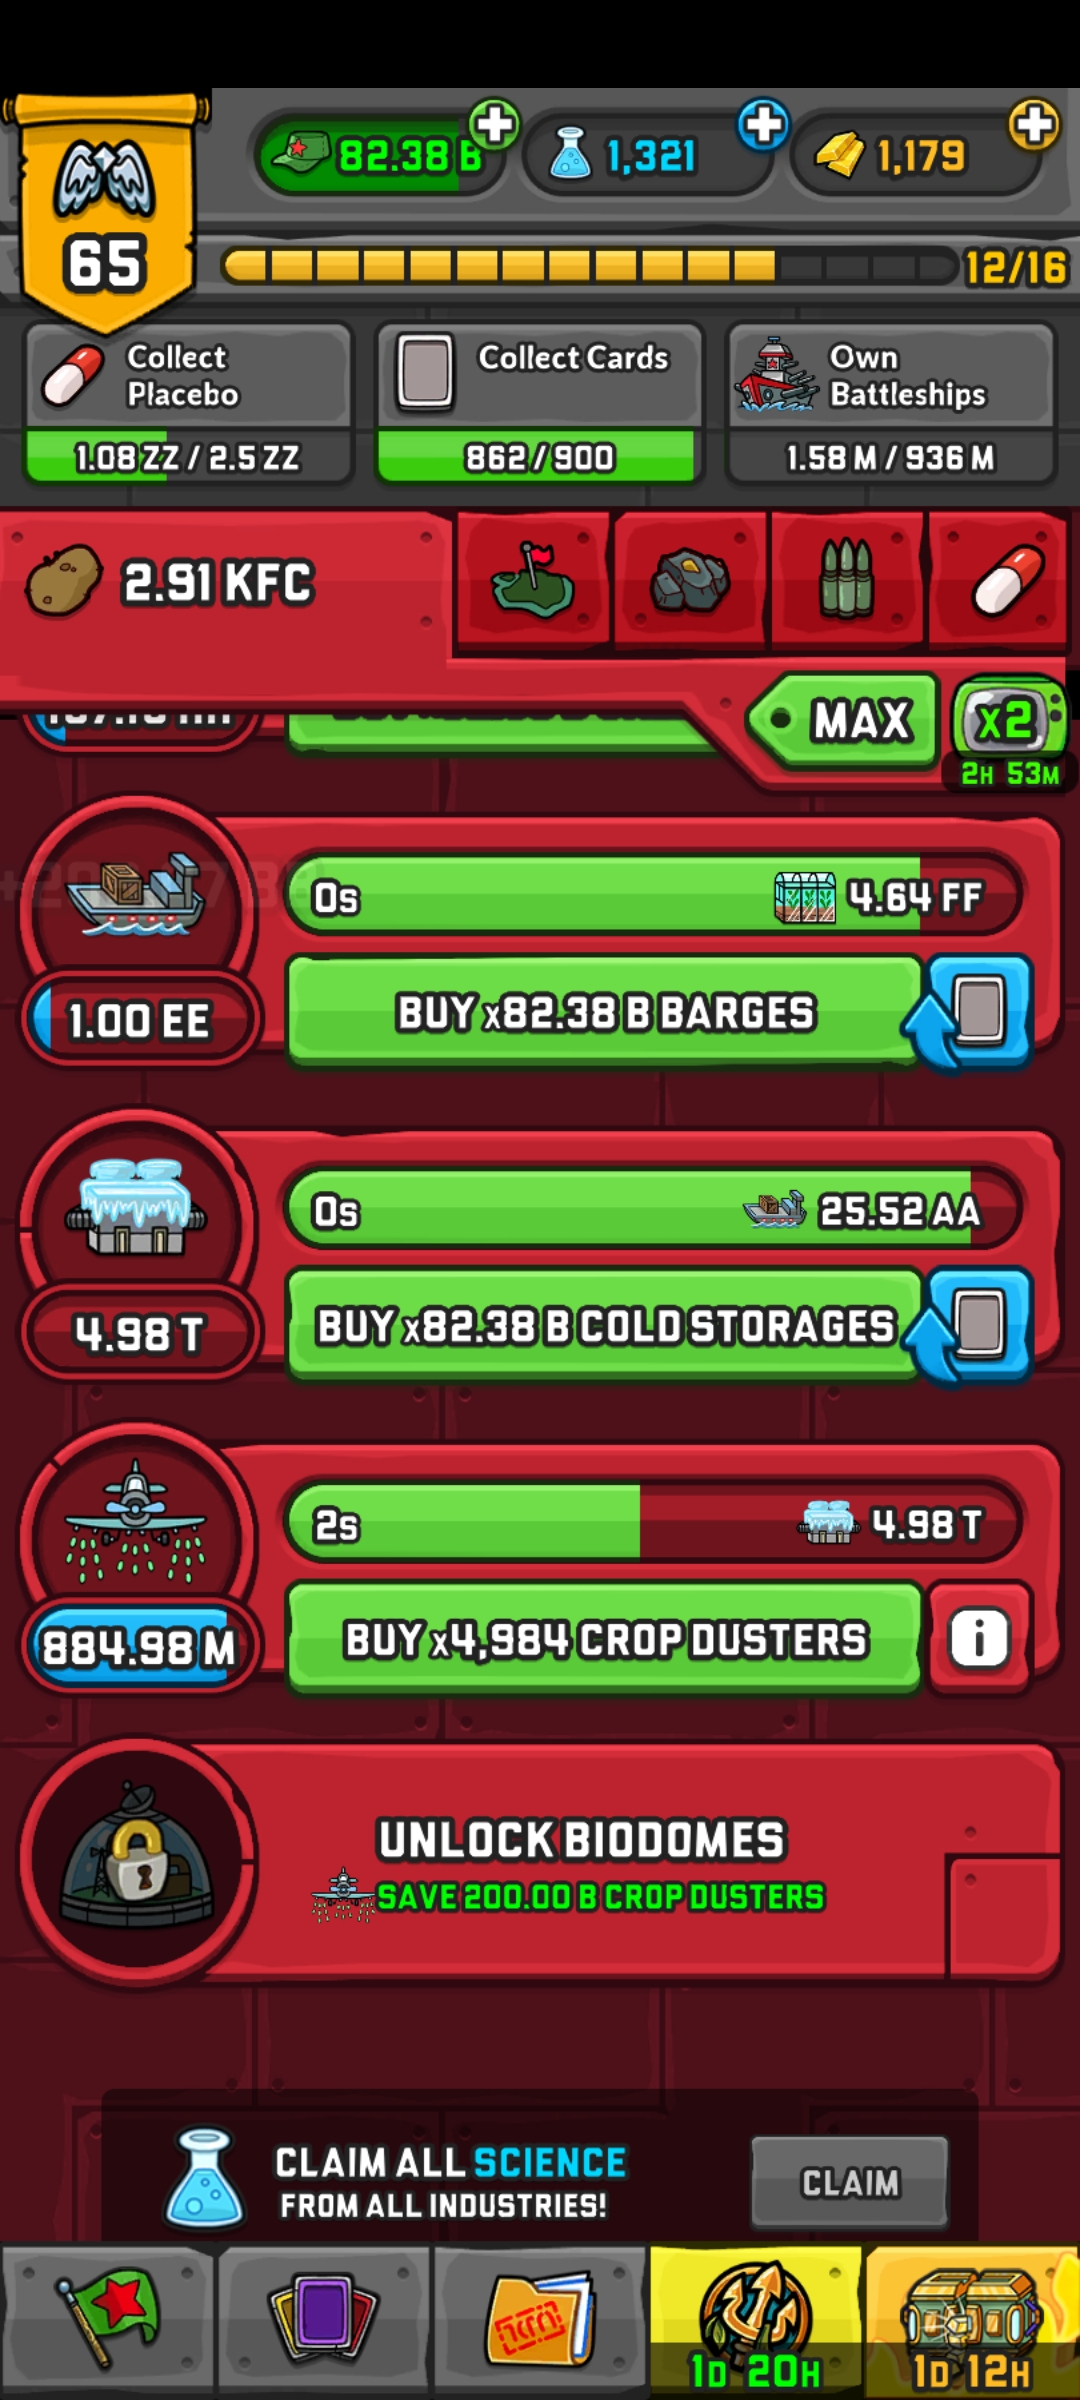 65
82.38 B
1,321
1,179
12/16
Collect
Placebo
1.08 ZZ / 2.5 ZZ
Collect Cards
862/900
Own
Battleships
1.58 M / 936 M
2.91 KFC
MAX
x2
2H 53M
0s
4.64 FF
1.00 EE
BUY x82.38 B BARGES
0s
25.52 AA
4.98 T
BUY x82.38 B COLD STORAGES
2s
4.98 T
884.98 M
BUY x4,984 CROP DUSTERS
i
UNLOCK BIODOMES
SAVE 200.00 B CROP DUSTERS
CLAIM ALL SCIENCE
FROM ALL INDUSTRIES!
CLAIM
1D 20H
1D 12H